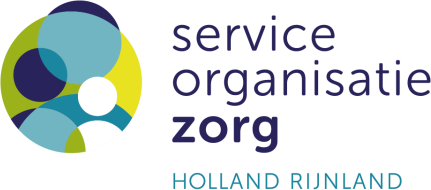 service
organisatie
zorg
HOLLAND RIJNLAND